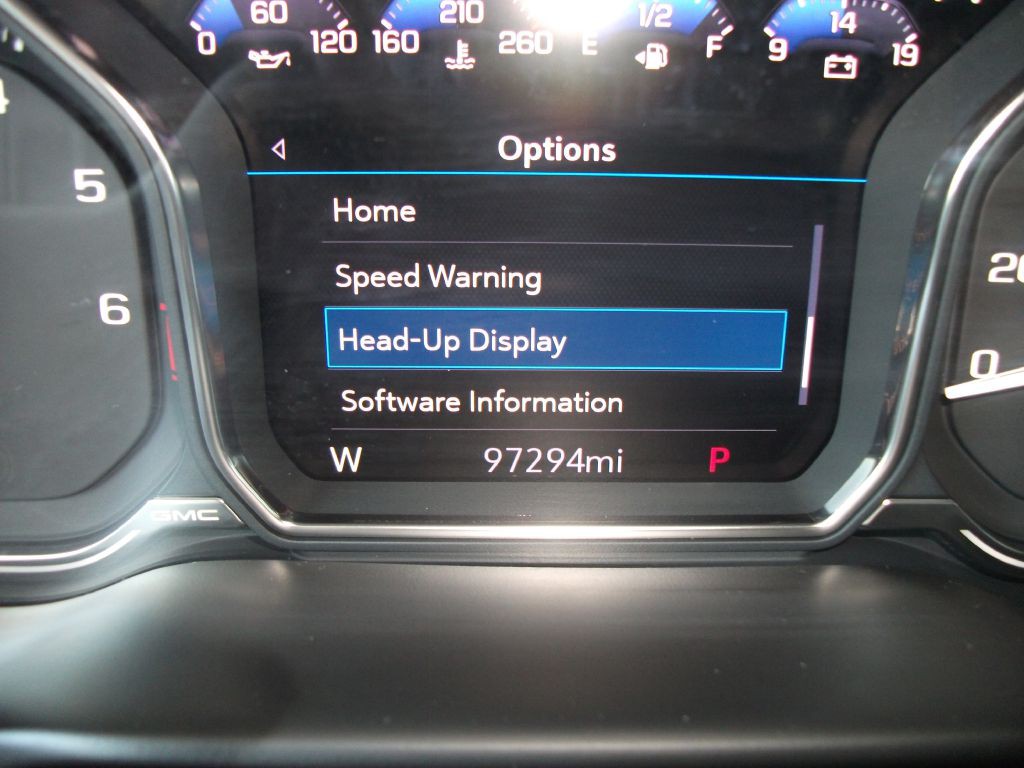 60 210 1/2 14
0 120 160 260 E F 9 19
Options
5
Home
Speed Warning
20
6
Head-Up Display
0
Software Information
W 97294mi P
GMC